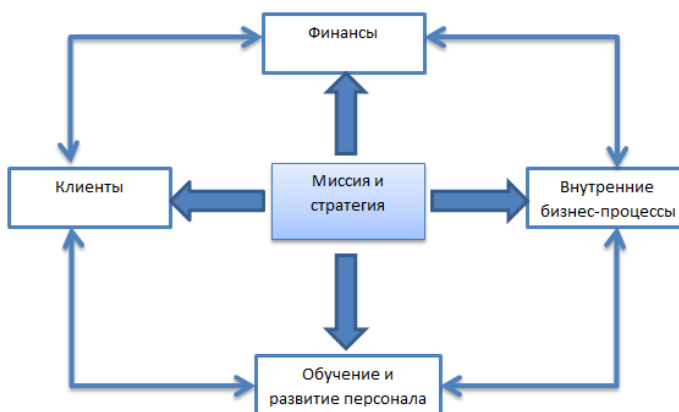 Финансы
Клиенты
Миссия и
стратегия
Внутренние
бизнес-процессы
Обучение и
развитие персонала